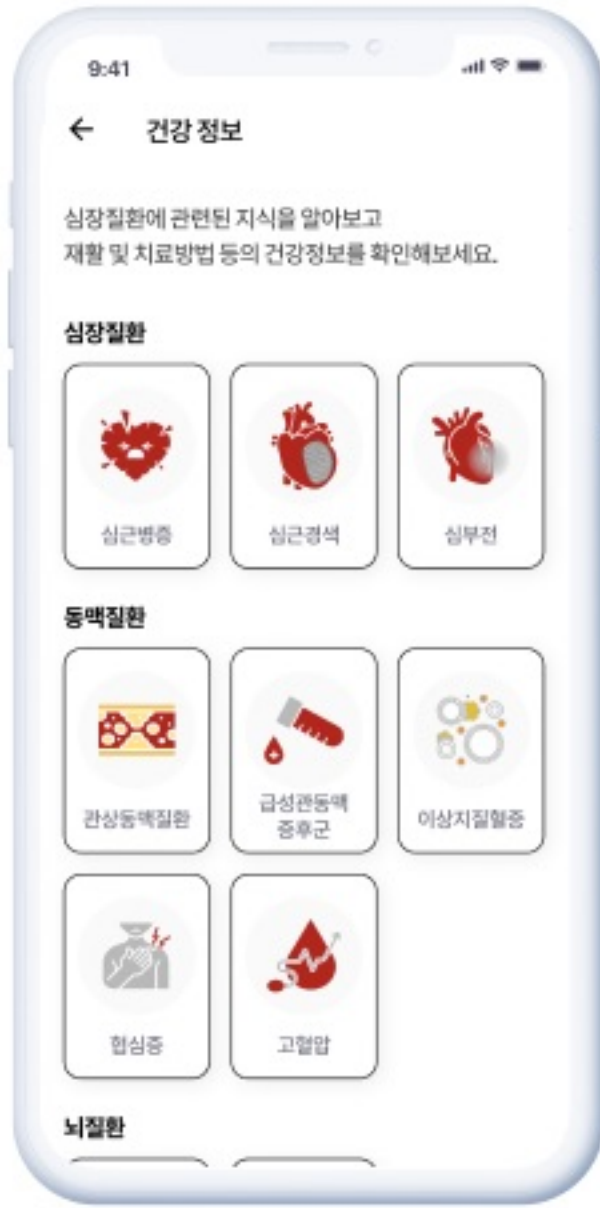 9:41
건강 정보
심장질환에 관련된 지식을 알아보고
재활 및 치료방법 등의 건강정보를 확인해보세요.
심장질환
심근병증 심근경색 심부전
동맥질환
관상동맥질환
급성관동맥
증후군
이상지질혈증
협심증 고혈압
뇌질환